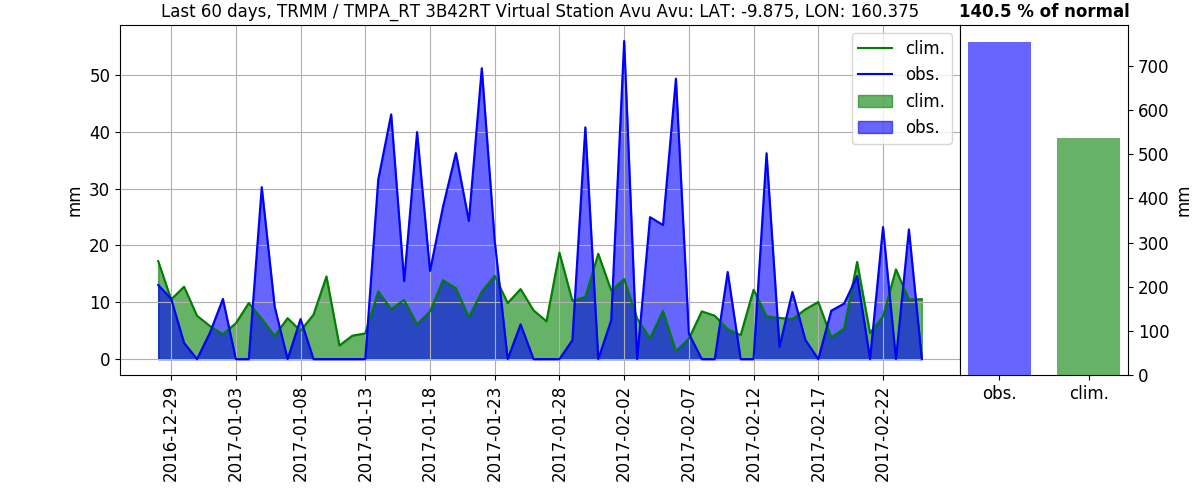 Last 60 days, TRMM / TMPA_RT 3B42RT Virtual Station Avu Avu: LAT: -9.875, LON: 160.375
140.5 % of normal
clim.
obs.
clim.
obs.
mm
50
40
30
20
10
0
2016-12-29
2017-01-03
2017-01-08
2017-01-13
2017-01-18
2017-01-23
2017-01-28
2017-02-02
2017-02-07
2017-02-12
2017-02-17
2017-02-22
700
600
500
400
300
200
100
0
mm
obs.
clim.